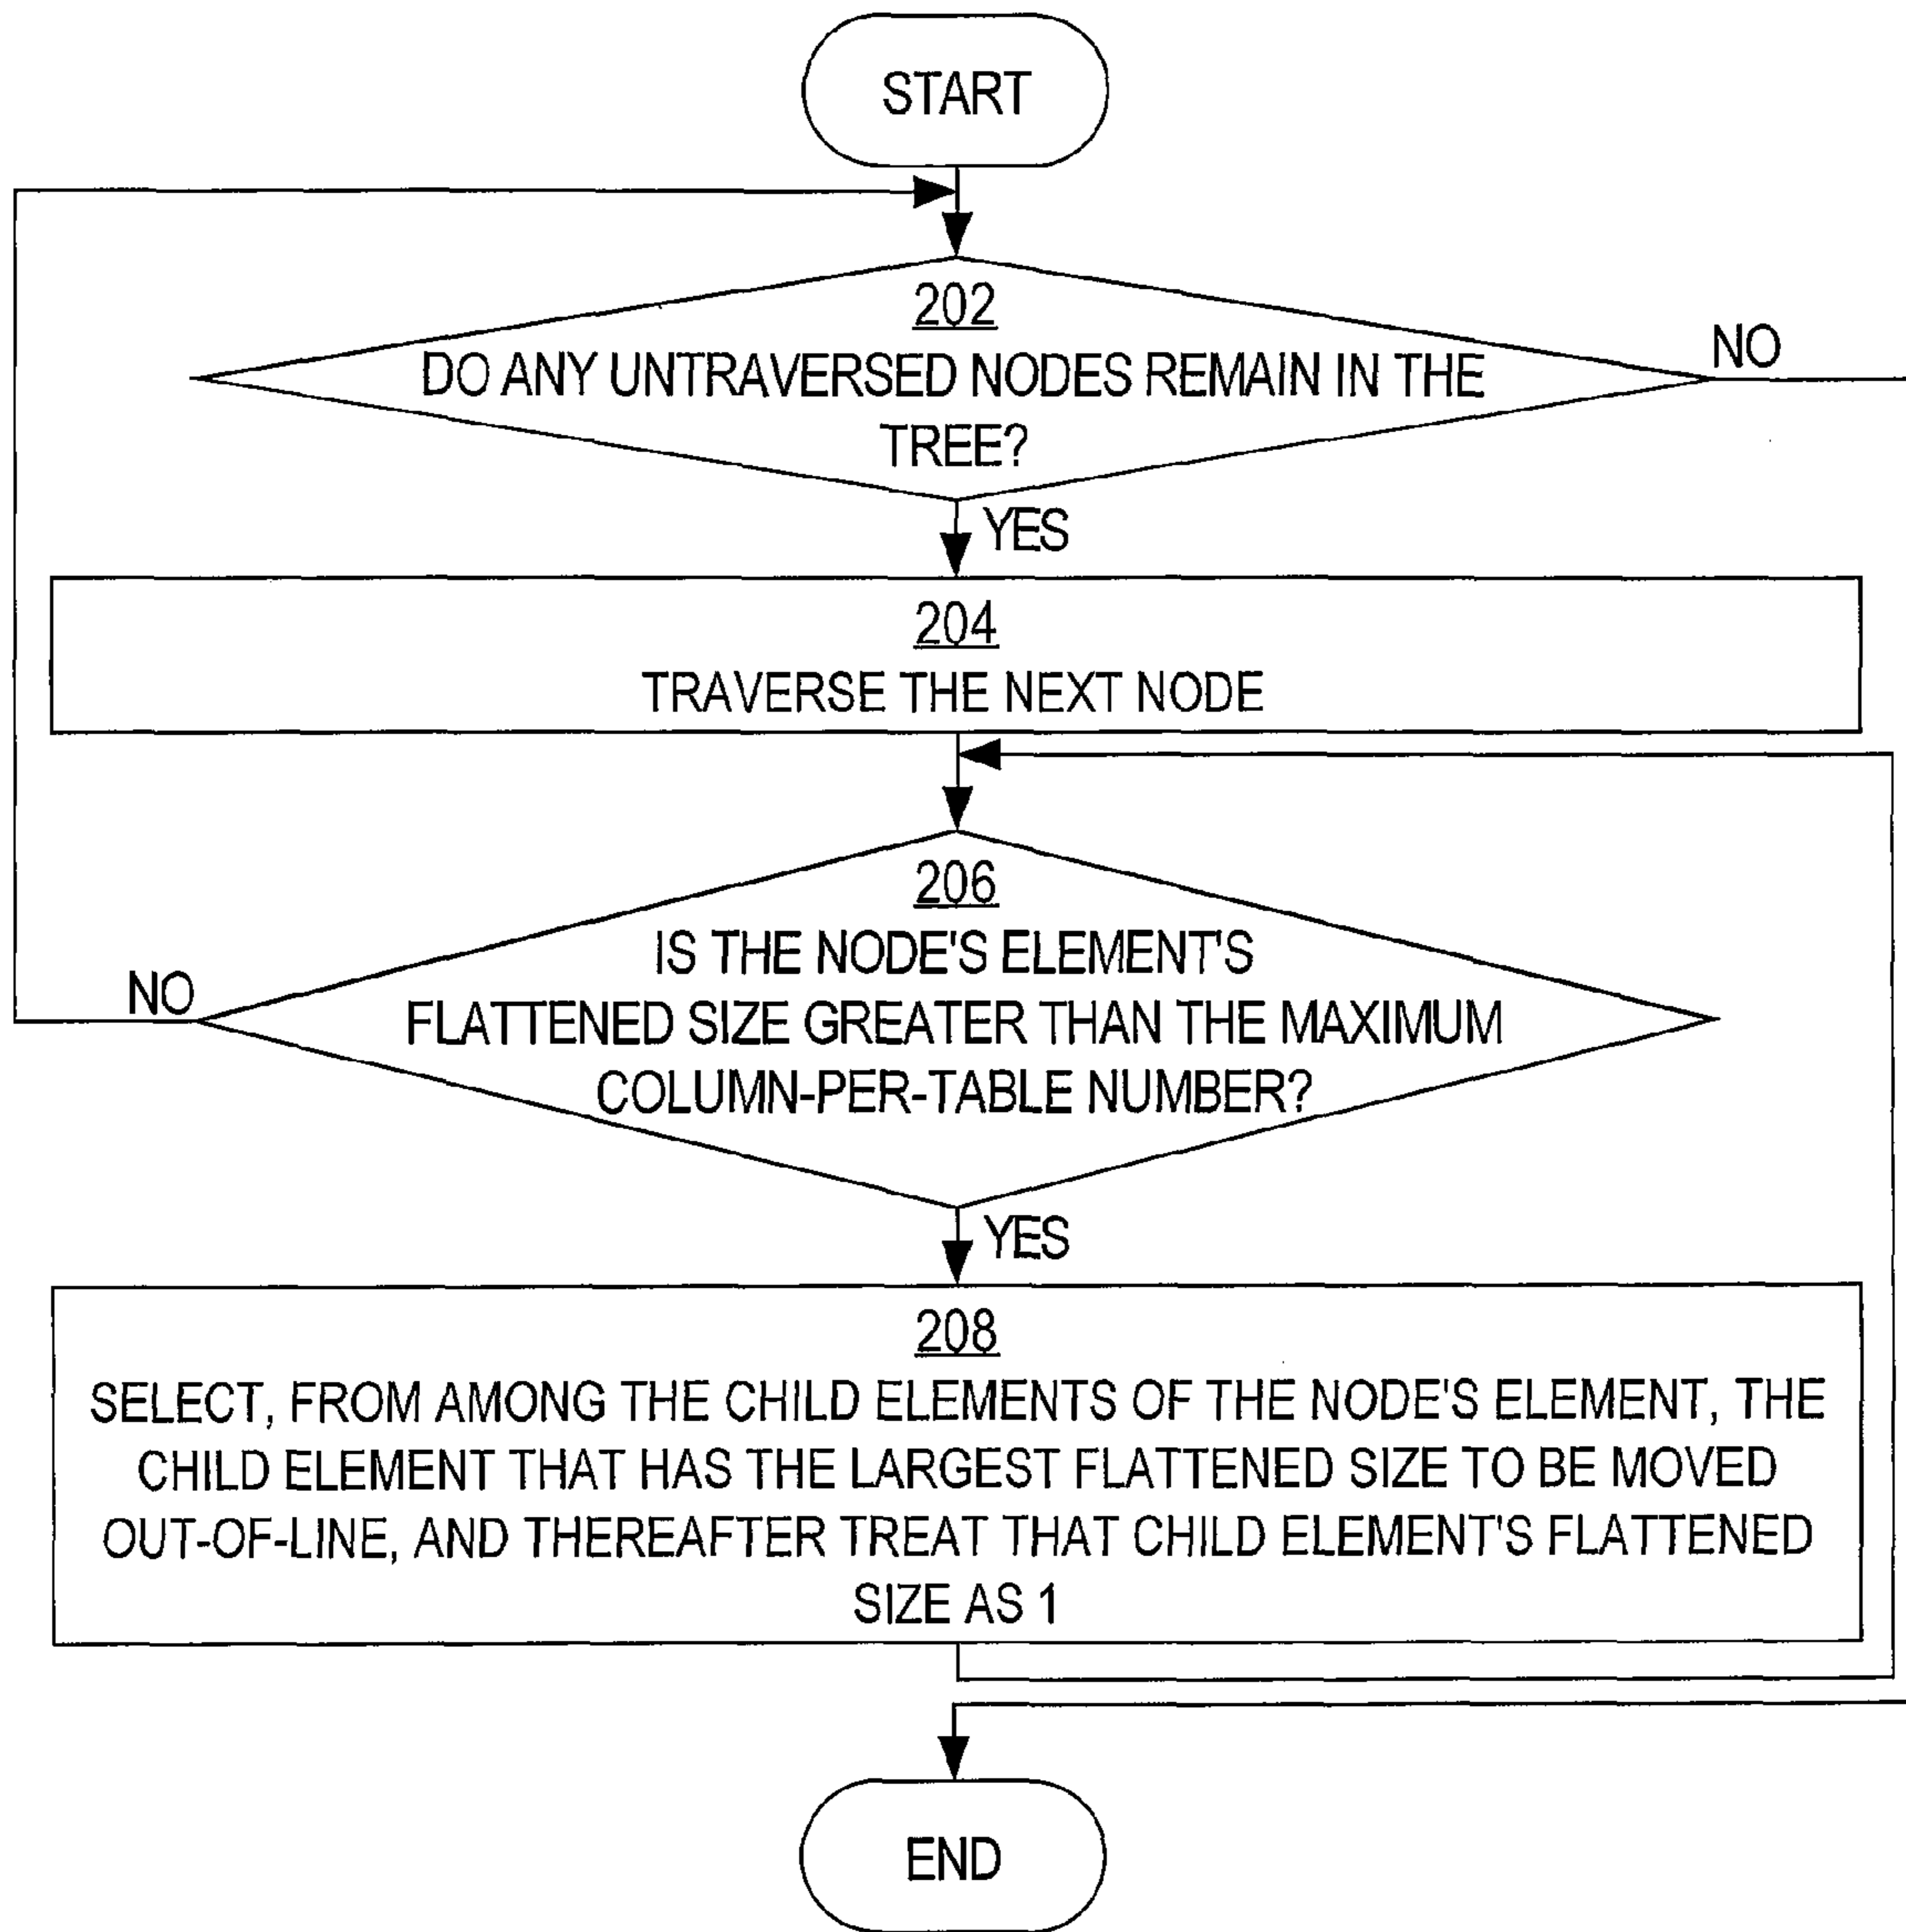 START
202
DO ANY UNTRAVERSED NODES REMAIN IN THE
TREE?
NO
YES
204
TRAVERSE THE NEXT NODE
206
IS THE NODE'S ELEMENT'S
FLATTENED SIZE GREATER THAN THE MAXIMUM
COLUMN-PER-TABLE NUMBER?
NO
YES
208
SELECT, FROM AMONG THE CHILD ELEMENTS OF THE NODE'S ELEMENT, THE
CHILD ELEMENT THAT HAS THE LARGEST FLATTENED SIZE TO BE MOVED
OUT-OF-LINE, AND THEREAFTER TREAT THAT CHILD ELEMENT'S FLATTENED
SIZE AS 1
END